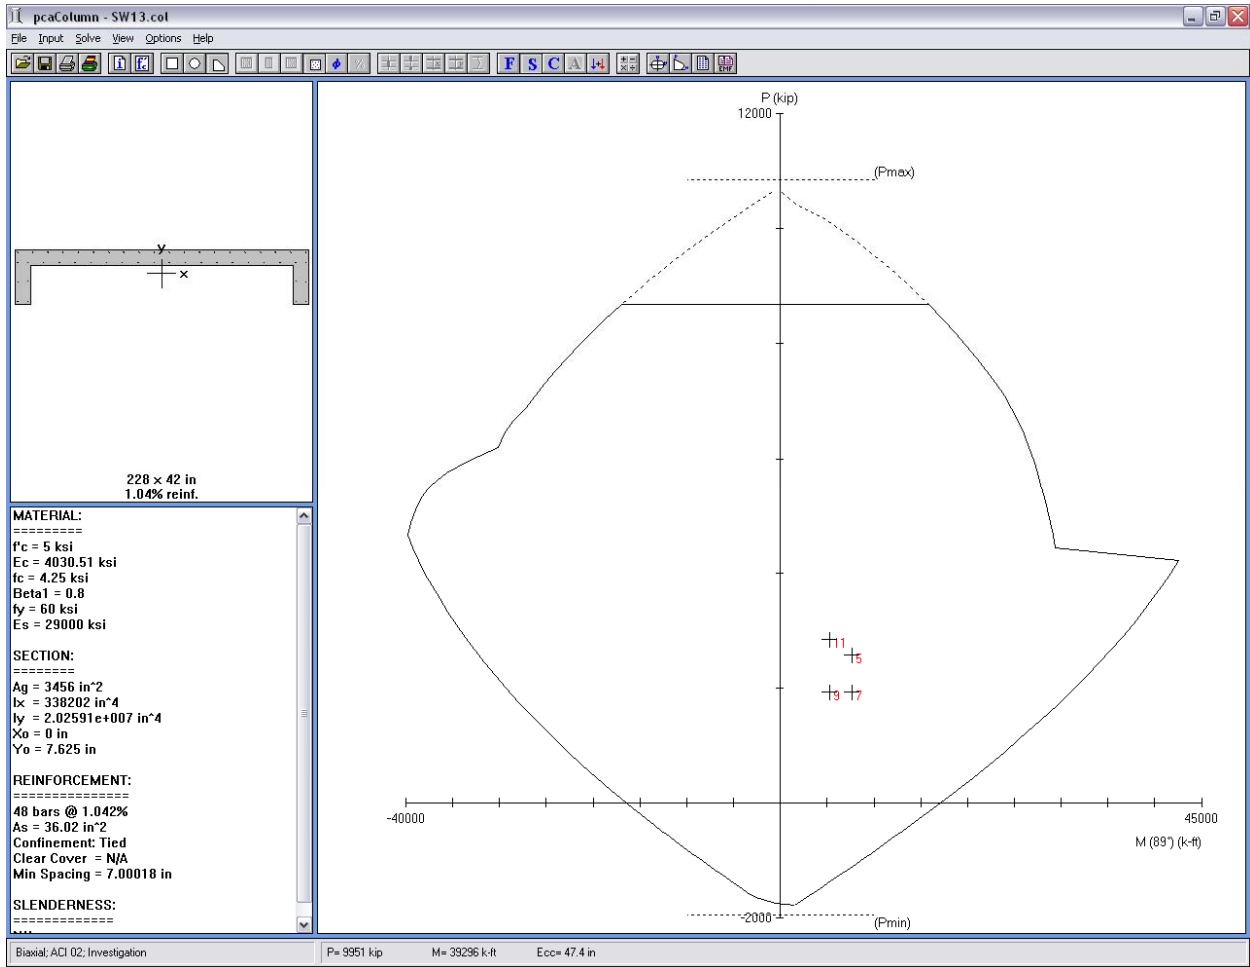 pcaColumn - SW13.col
File Input Solve View Options Help
F S C A
y
x
228 x 42 in
1.04% reinf.
MATERIAL:
=========
f'c = 5 ksi
Ec = 4030.51 ksi
fc = 4.25 ksi
Beta1 = 0.8
fy = 60 ksi
Es = 29000 ksi
SECTION:
========
Ag = 3456 in^2
Ix = 338202 in^4
Iy = 2.02591e+007 in^4
Xo = 0 in
Yo = 7.625 in
REINFORCEMENT:
===============
48 bars @ 1.042%
As = 36.02 in^2
Confinement: Tied
Clear Cover = N/A
Min Spacing = 7.00018 in
SLENDERNESS:
=============
P (kip)
12000
(Pmax)
11
5
9
7
-40000
45000
M (89°) (k-ft)
-2000
(Pmin)
Biaxial; ACI 02; Investigation
P= 9951 kip M= 39296 k-ft Ecc= 47.4 in